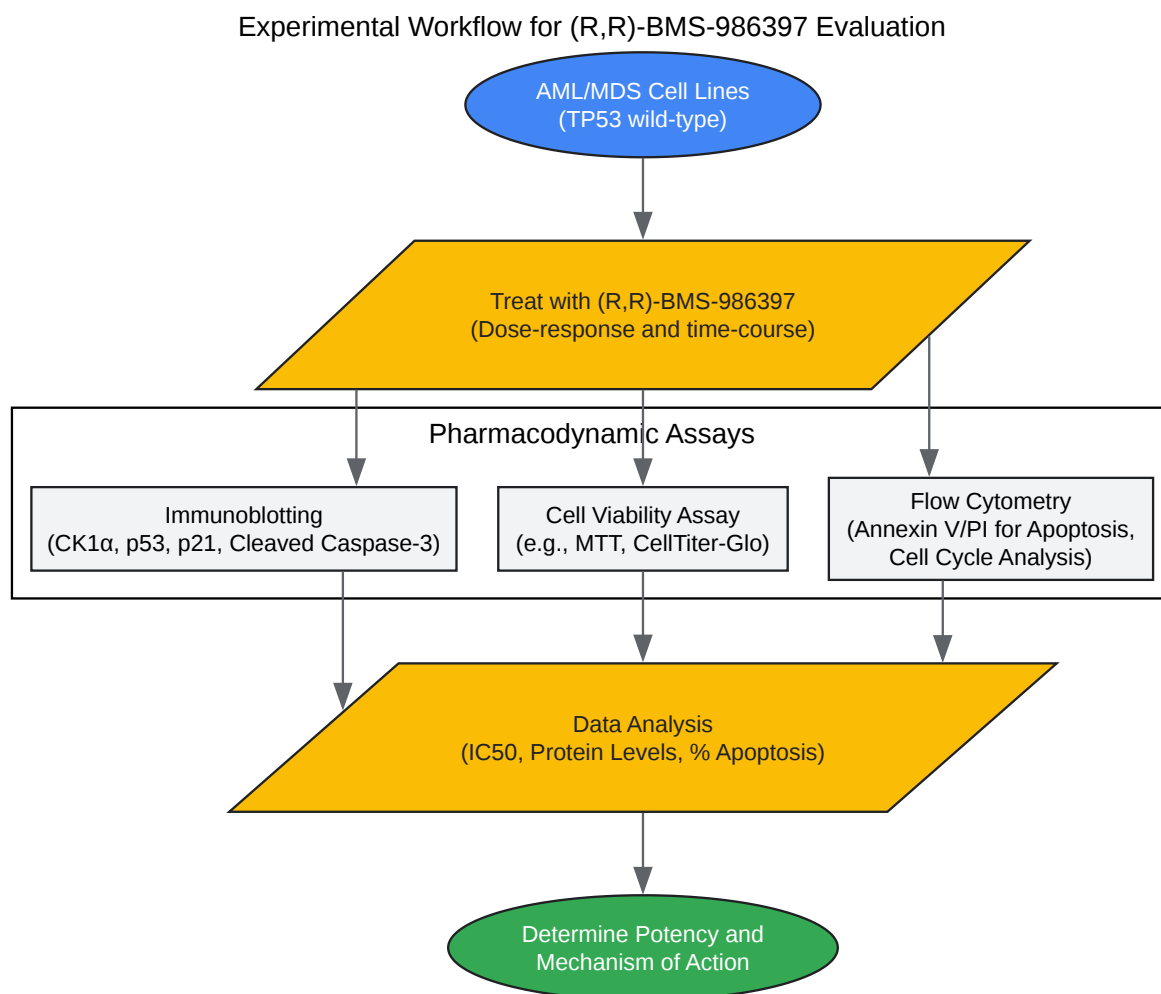 Experimental Workflow for (R,R)-BMS-986397 Evaluation
AML/MDS Cell Lines
(TP53 wild-type)
Treat with (R,R)-BMS-986397
(Dose-response and time-course)
Pharmacodynamic Assays
Immunoblotting
(CK1α, p53, p21, Cleaved Caspase-3)
Cell Viability Assay
(e.g., MTT, CellTiter-Glo)
Flow Cytometry
(Annexin V/PI for Apoptosis,
Cell Cycle Analysis)
Data Analysis
(IC50, Protein Levels, % Apoptosis)
Determine Potency and
Mechanism of Action